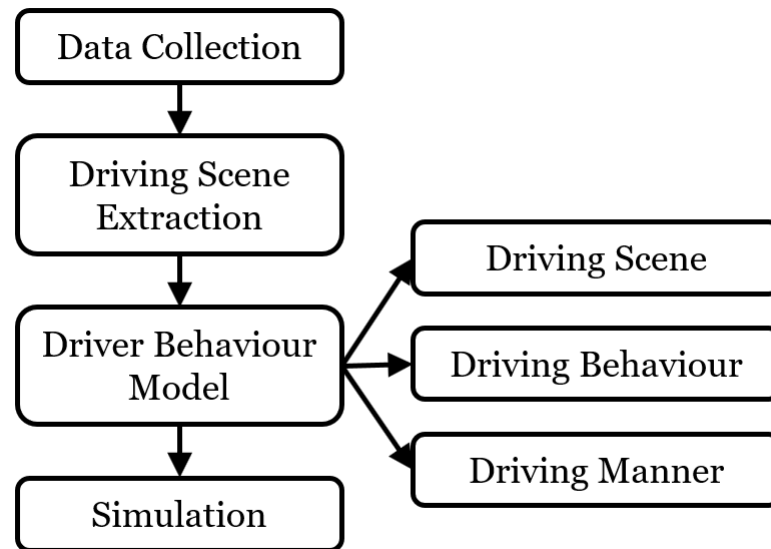 Data Collection
Driving Scene
Extraction
Driver Behaviour
Model
Simulation
Driving Scene
Driving Behaviour
Driving Manner